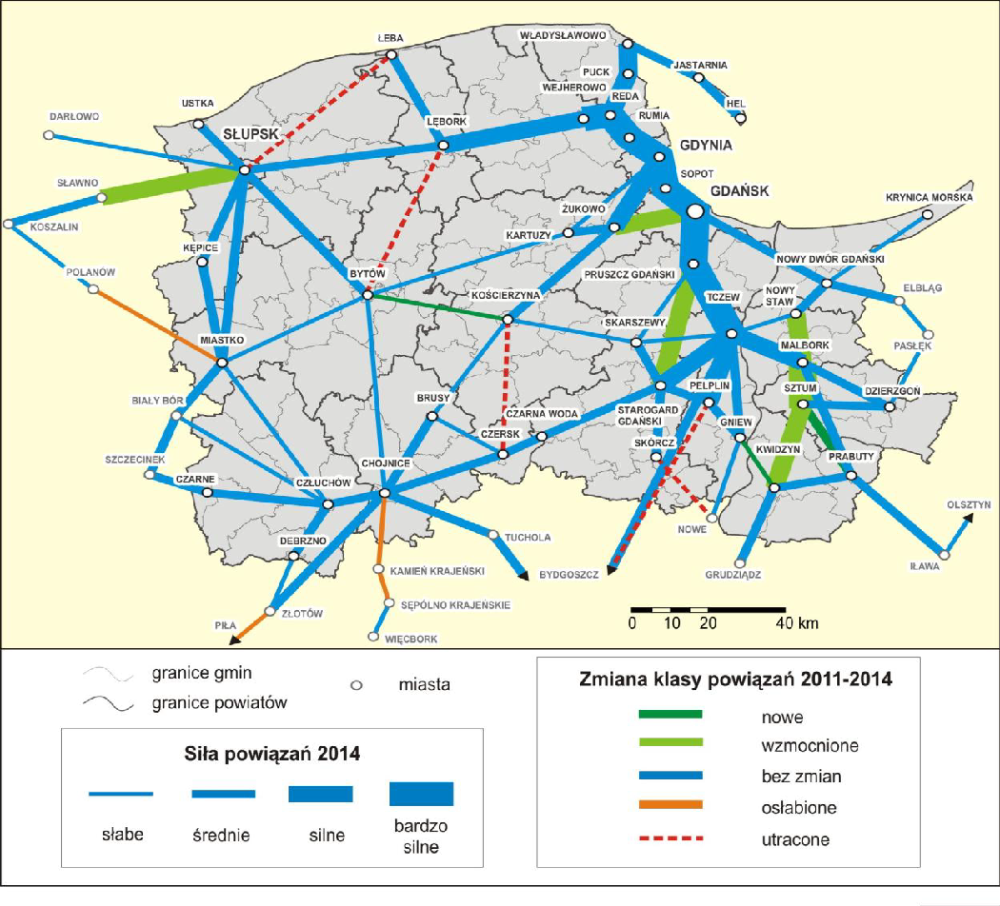 ŁEBA
WŁADYSŁAWOWO
JASTARNIA
PUCK
WEJHEROWO
REDA
HEL
USTKA
DARŁOWO
RUMIA
LĘBORK
SŁUPSK
GDYNIA
SOPOT
SŁAWNO
GDAŃSK
KRYNICA MORSKA
ŻUKOWO
KOSZALIN
KARTUZY
KĘPICE
NOWY DWÓR GDAŃSKI
POLANÓW
BYTÓW
PRUSZCZ GDAŃSKI
ELBLĄG
KOŚCIERZYNA
TCZEW
NOWY
STAW
SKARSZEWY
MIASTKO
MALBORK
PASŁĘK
BIAŁY BÓR
BRUSY
PELPLIN
SZTUM
DZIERZGOŃ
CZARNA WODA
STAROGARD
GDAŃSKI
GNIEW
CZERSK
SKÓRCZ
KWIDZYN
PRABUTY
SZCZECINEK
CZARNE
CZŁUCHÓW
CHOJNICE
OLSZTYN
NOWE
DEBRZNO
TUCHOLA
KAMIEŃ KRAJEŃSKI
BYDGOSZCZ
GRUDZIĄDZ
IŁAWA
SĘPÓLNO KRAJEŃSKIE
ZŁOTÓW
PIŁA
WIĘCBORK
0 10 20 40 km
granice gmin
granice powiatów
miasta
Siła powiązań 2014
słabe
średnie
silne
bardzo
silne
Zmiana klasy powiązań 2011-2014
nowe
wzmocnione
bez zmian
osłabione
utracone